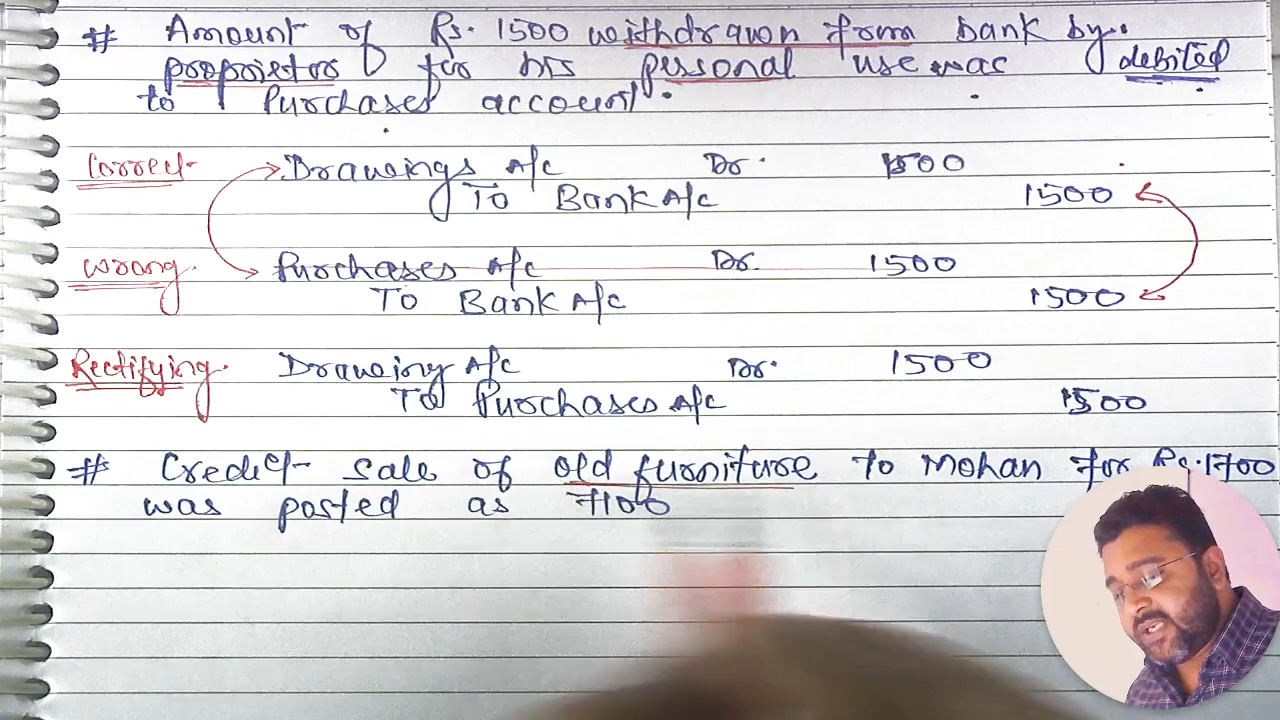 # Amount of Rs. 1500 withdrawn from bank by
proprietor for his personal use was debited
to Purchases account.
Correct Drawings A/c Dr. 1500
To Bank A/c 1500
Wrong. Purchases A/c Dr. 1500
To Bank A/c 1500
Rectifying. Drawing A/c Dr. 1500
To Purchases A/c 1500
# Credit sale of old furniture to Mohan for Rs. 1700
was posted as 7100